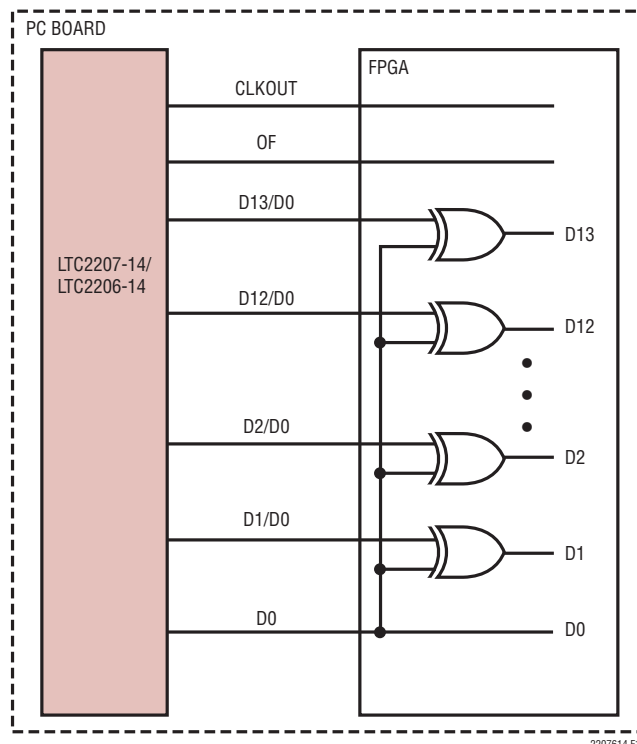 PC BOARD
FPGA
CLKOUT
OF
D13/D0
D13
LTC2207-14/
LTC2206-14
D12/D0
D12
D2/D0
D2
D1/D0
D1
D0
D0